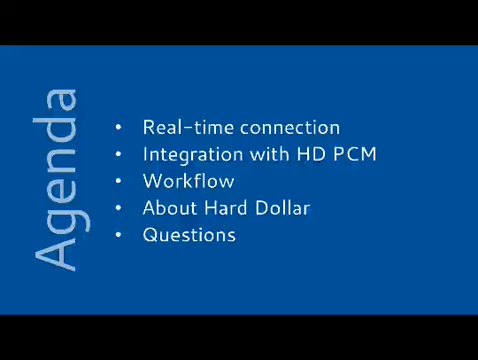 Agenda
• Real-time connection
• Integration with HD PCM
• Workflow
• About Hard Dollar
• Questions